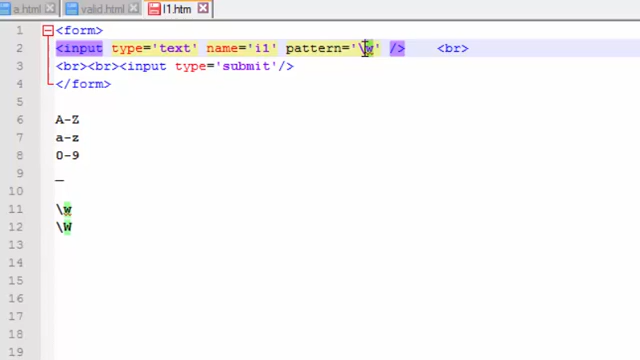 a.html valid.html l1.htm
1 <form>
2 <input type='text' name='i1' pattern='\w' /> <br>
3 <br><br><input type='submit'/>
4 </form>
5
6 A-Z
7 a-z
8 0-9
9 _
10
11 \w
12 \W
13
14
15
16
17
18
19